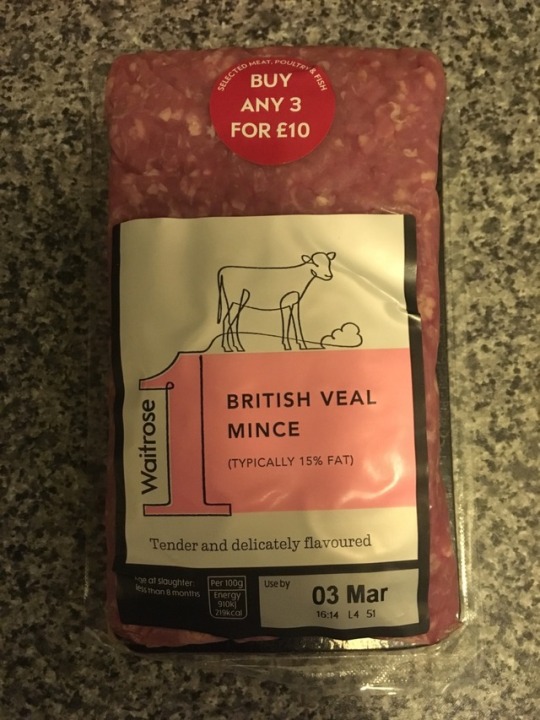 SELECTED MEAT, POULTRY & FISH
BUY
ANY 3
FOR £10
Waitrose
1
BRITISH VEAL
MINCE
(TYPICALLY 15% FAT)
Tender and delicately flavoured
at slaughter:
less than 8 months
Per 100g
Energy
910kJ
219kcal
Use by
03 Mar
16:14 L4 51